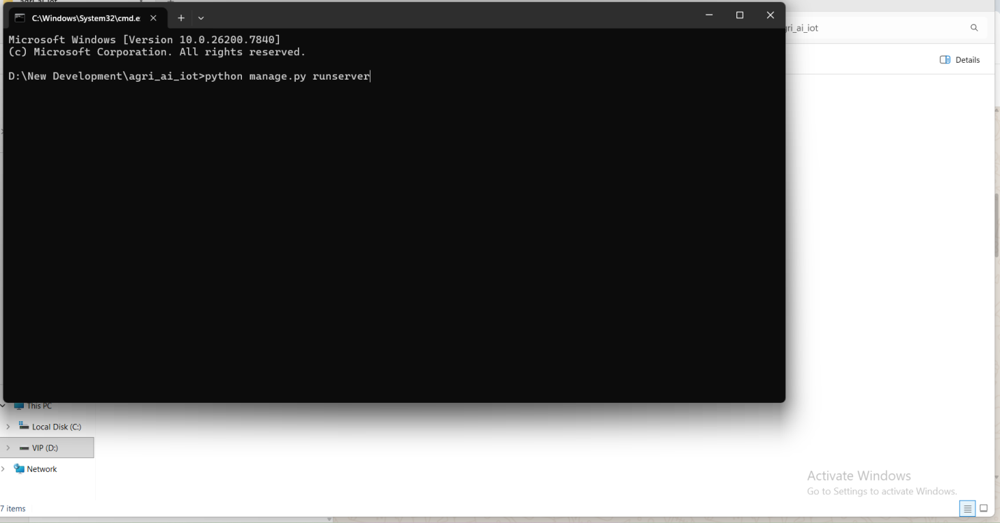 C:\Windows\System32\cmd.e
Microsoft Windows [Version 10.0.26200.7840]
(c) Microsoft Corporation. All rights reserved.
D:\New Development\agri_ai_iot>python manage.py runserver
ri_ai_iot
Details
This PC
Local Disk (C:)
VIP (D:)
Network
Activate Windows
Go to Settings to activate Windows.
7 items